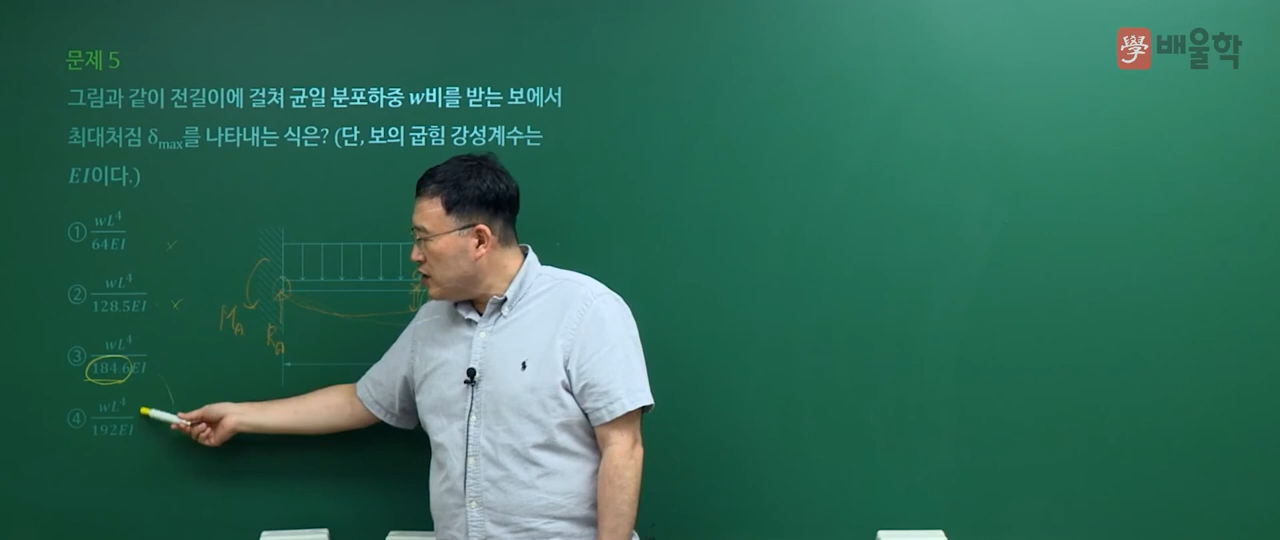 學 배울학
문제 5
그림과 같이 전길이에 걸쳐 균일 분포하중 w비를 받는 보에서
최대처짐 δmax를 나타내는 식은? (단, 보의 굽힘 강성계수는
EI이다.)
① wL⁴/64EI ×
② wL⁴/128.5EI ×
③ wL⁴/184.6EI
④ wL⁴/192EI
MA
RA